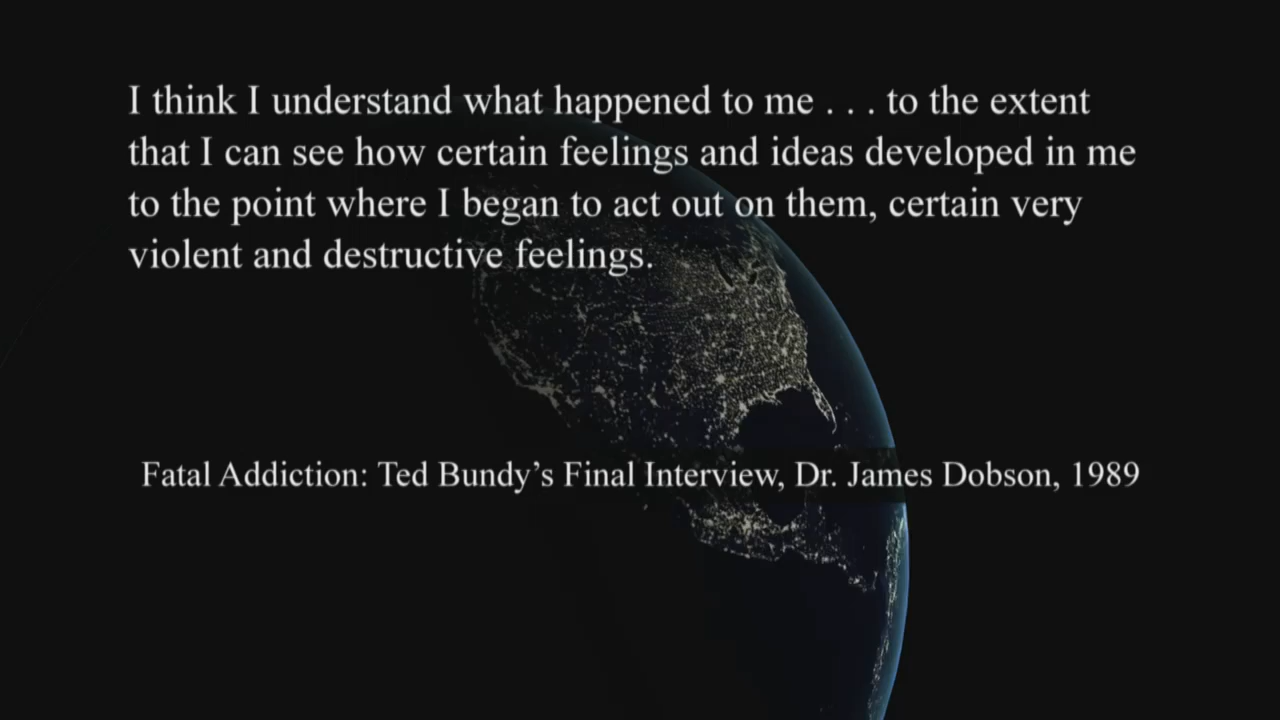 I think I understand what happened to me . . . to the extent
that I can see how certain feelings and ideas developed in me
to the point where I began to act out on them, certain very
violent and destructive feelings.
Fatal Addiction: Ted Bundy’s Final Interview, Dr. James Dobson, 1989